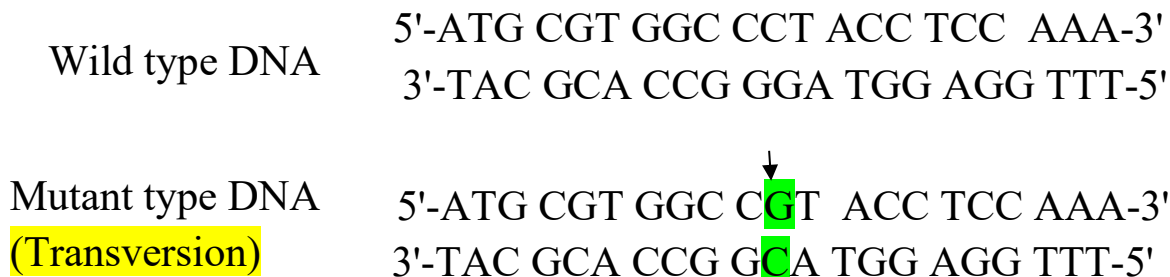 Wild type DNA
5'-ATG CGT GGC CCT ACC TCC AAA-3'
3'-TAC GCA CCG GGA TGG AGG TTT-5'
Mutant type DNA
(Transversion)
5'-ATG CGT GGC CGT ACC TCC AAA-3'
3'-TAC GCA CCG GCA TGG AGG TTT-5'